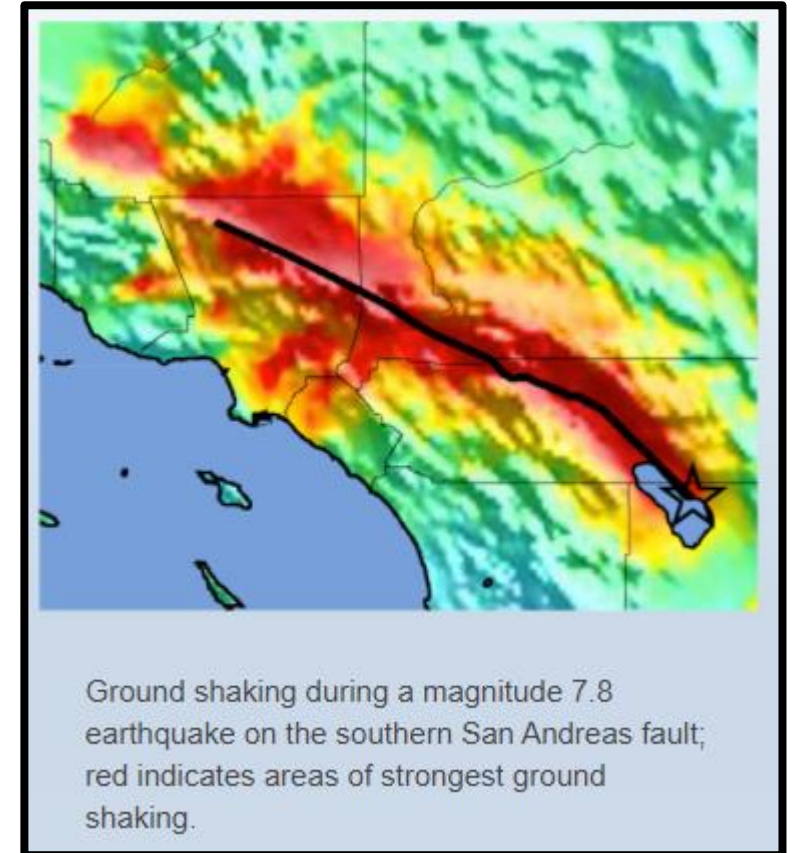 Ground shaking during a magnitude 7.8
earthquake on the southern San Andreas fault;
red indicates areas of strongest ground
shaking.